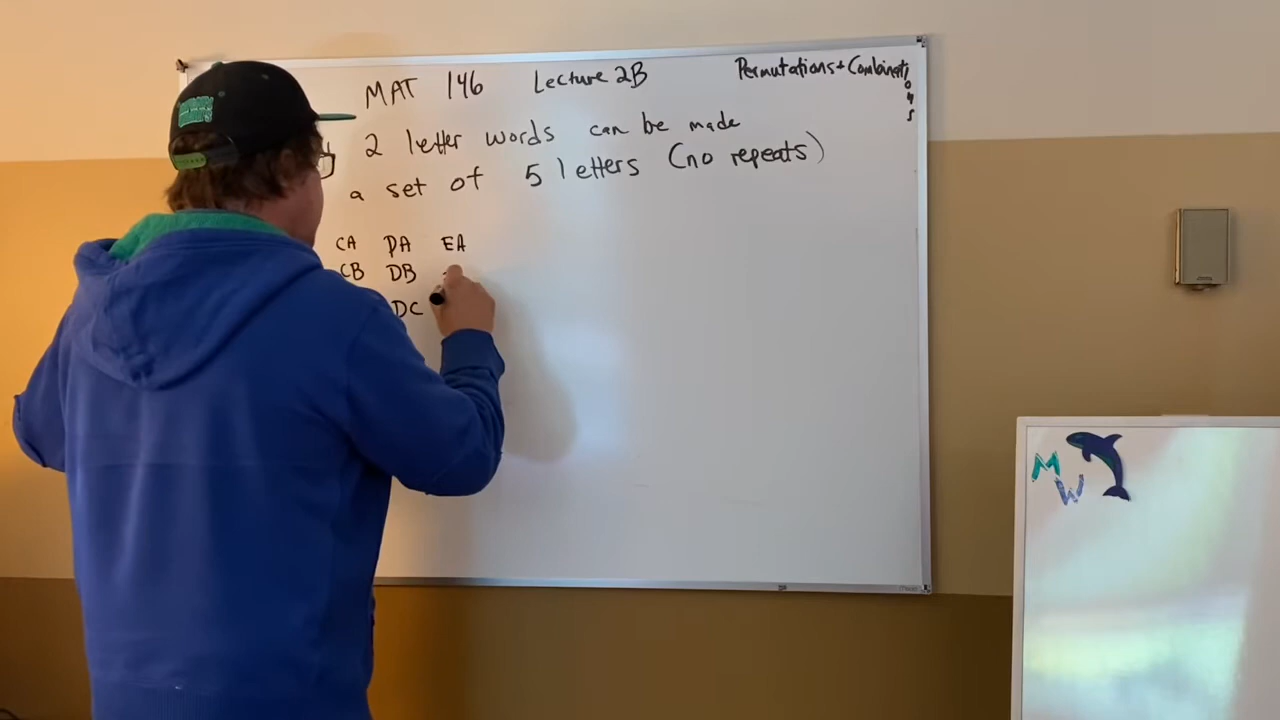 MAT 146 Lecture 2B Permutations + Combinations
2 letter words can be made
a set of 5 letters (no repeats)
CA DA EA
CB DB
DC
M
W